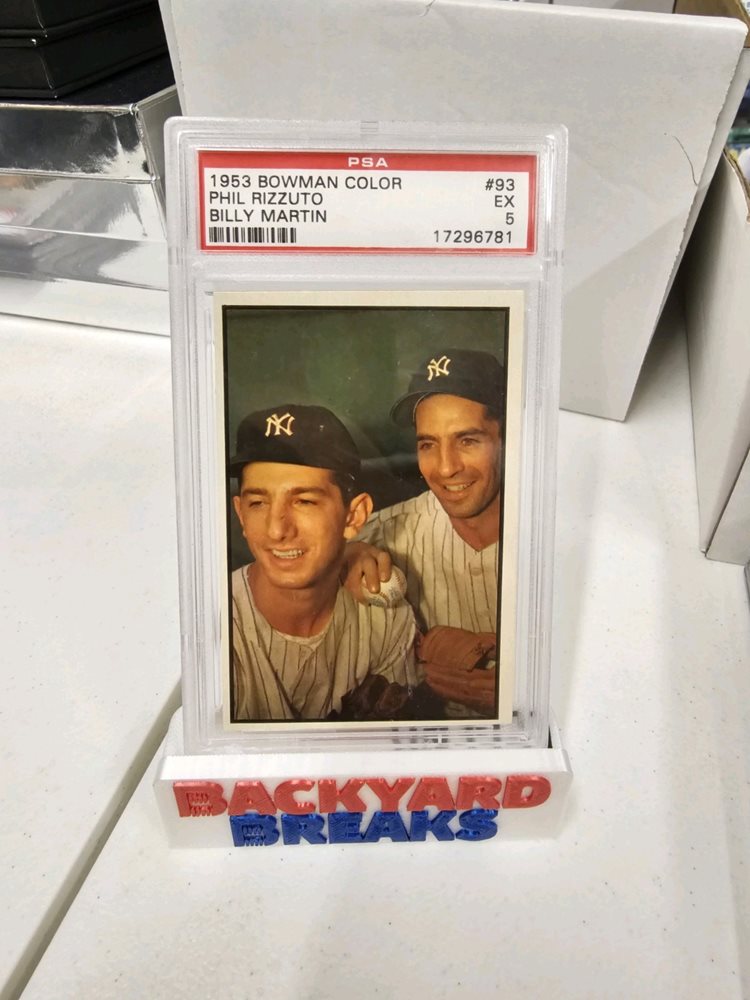 PSA
1953 BOWMAN COLOR #93
PHIL RIZZUTO EX
BILLY MARTIN 5
17296781
NY
NY
BACKYARD
BREAKS